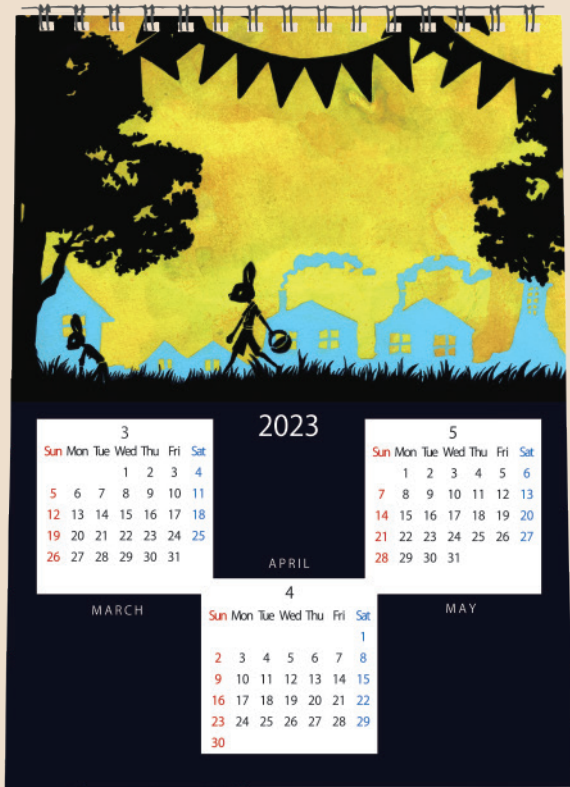 2023
3
Sun Mon Tue Wed Thu Fri Sat
1 2 3 4
5 6 7 8 9 10 11
12 13 14 15 16 17 18
19 20 21 22 23 24 25
26 27 28 29 30 31
MARCH
5
Sun Mon Tue Wed Thu Fri Sat
1 2 3 4 5 6
7 8 9 10 11 12 13
14 15 16 17 18 19 20
21 22 23 24 25 26 27
28 29 30 31
MAY
APRIL
4
Sun Mon Tue Wed Thu Fri Sat
1
2 3 4 5 6 7 8
9 10 11 12 13 14 15
16 17 18 19 20 21 22
23 24 25 26 27 28 29
30